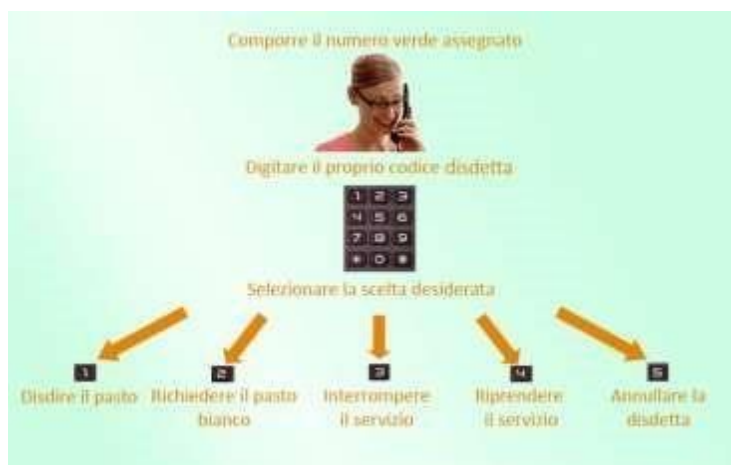 Comporre il numero verde assegnato
Digitare il proprio codice disdetta
1 2 3
4 5 6
7 8 9
* 0 #
Selezionare la scelta desiderata
1 2 3 4 5
Disdire il pasto
Richiedere il pasto
bianco
Interrompere
il servizio
Riprendere
il servizio
Annullare la
disdetta